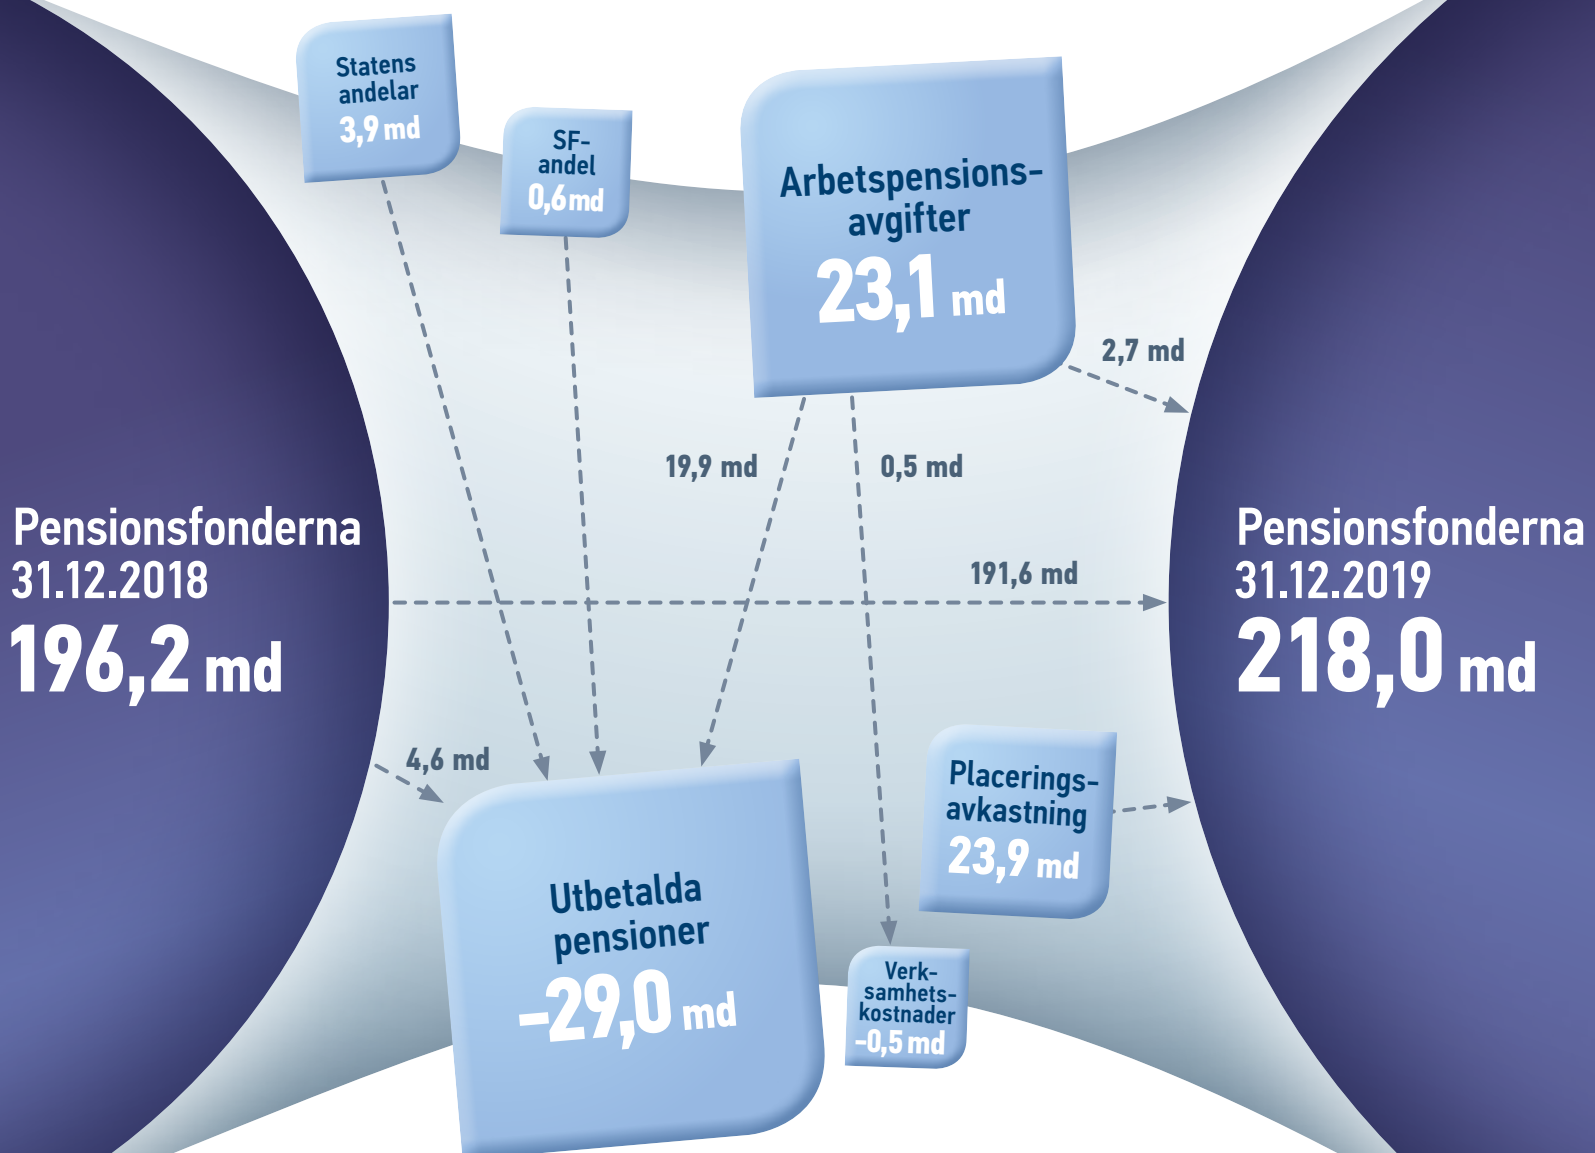 Statens
andelar
3,9 md
SF-
andel
0,6 md
Arbetspensions-
avgifter
23,1 md
2,7 md
19,9 md
0,5 md
Pensionsfonderna
31.12.2018
196,2 md
191,6 md
Pensionsfonderna
31.12.2019
218,0 md
4,6 md
Placerings-
avkastning
23,9 md
Utbetalda
pensioner
-29,0 md
Verk-
samhets-
kostnader
-0,5 md